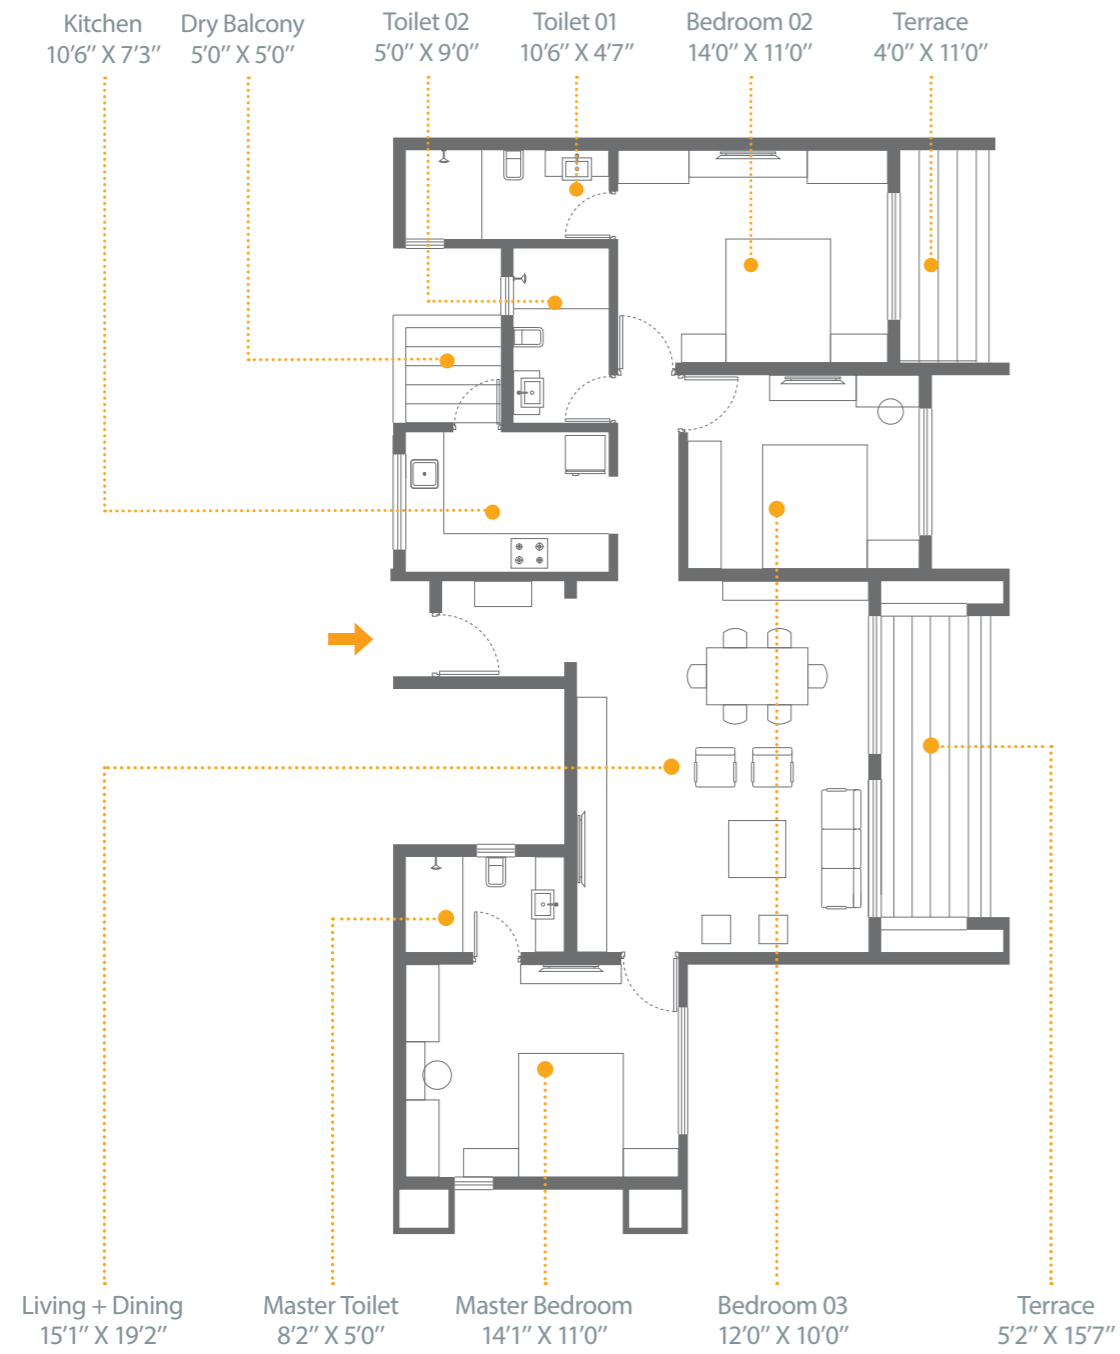 Kitchen
10’6’’ X 7’3’’
Dry Balcony
5’0’’ X 5’0’’
Toilet 02
5’0’’ X 9’0’’
Toilet 01
10’6’’ X 4’7’’
Bedroom 02
14’0’’ X 11’0’’
Terrace
4’0’’ X 11’0’’
Living + Dining
15’1’’ X 19’2’’
Master Toilet
8’2’’ X 5’0’’
Master Bedroom
14’1’’ X 11’0’’
Bedroom 03
12’0’’ X 10’0’’
Terrace
5’2’’ X 15’7’’